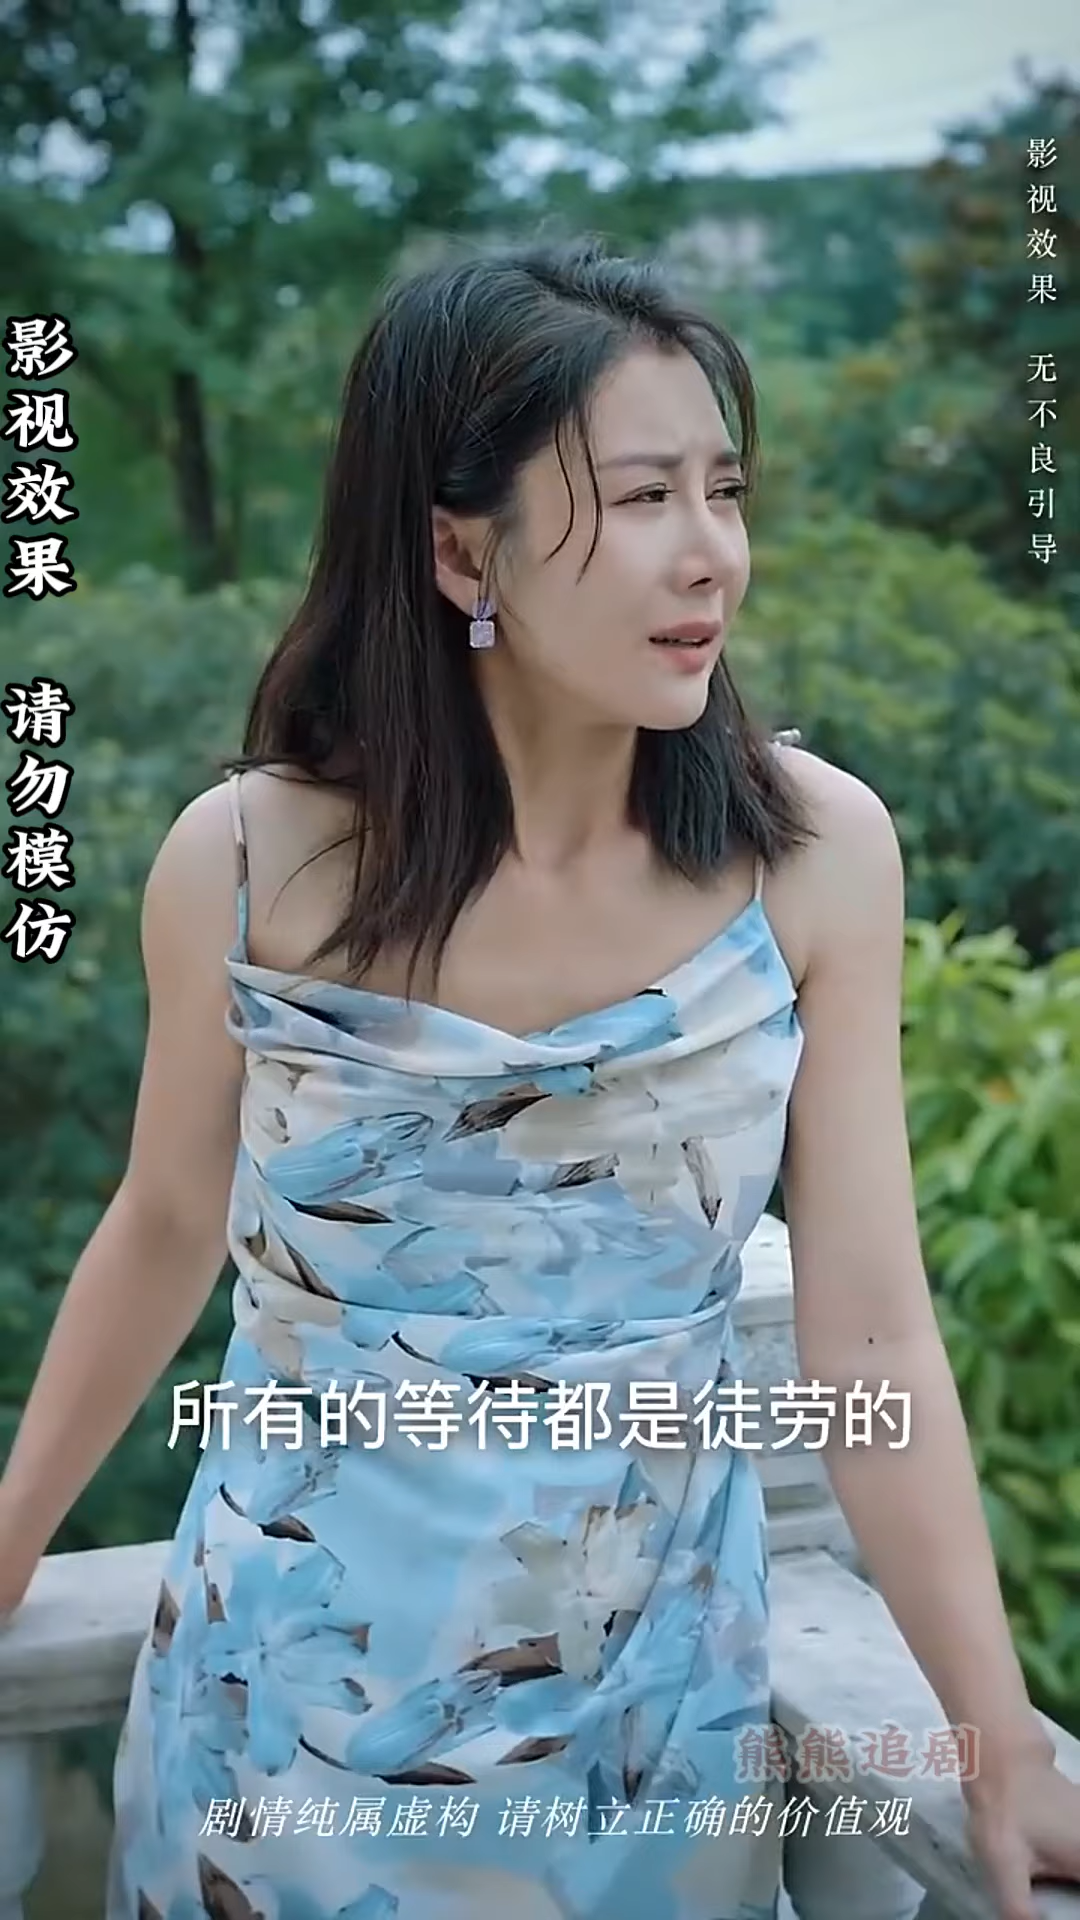 影视效果 无不良引导
影视效果 请勿模仿
所有的等待都是徒劳的
熊熊追剧
剧情纯属虚构 请树立正确的价值观